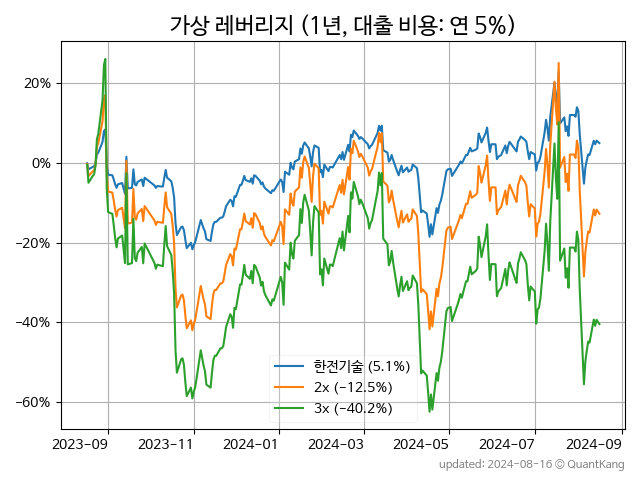 가상 레버리지 (1년, 대출 비용: 연 5%)
20%
0%
−20%
−40%
−60%
한전기술 (5.1%)
2x (−12.5%)
3x (−40.2%)
2023-09 2023-11 2024-01 2024-03 2024-05 2024-07 2024-09
updated: 2024-08-16 © QuantKang